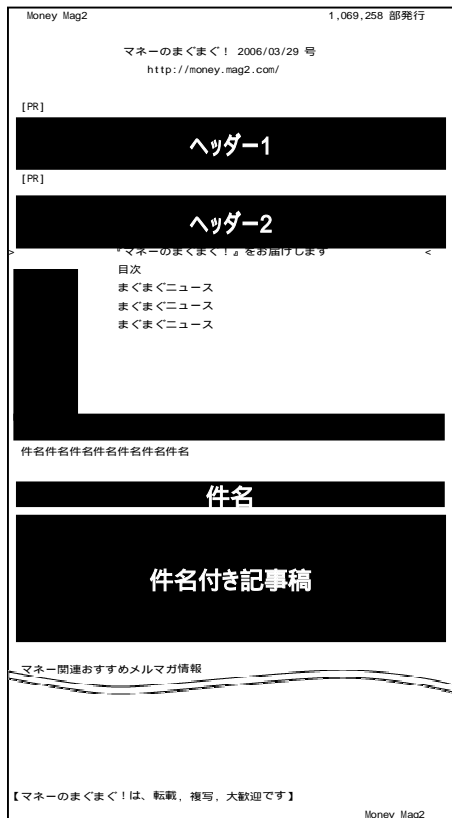 Money Mag2 1,069,258 部発行
マネーのまぐまぐ！ 2006/03/29 号
http://money.mag2.com/
[PR]
ヘッダー1
[PR]
ヘッダー2
> 『マネーのまぐまぐ！』をお届けします <
目次
まぐまぐニュース
まぐまぐニュース
まぐまぐニュース
件名件名件名件名件名件名件名
件名
件名付き記事稿
マネー関連おすすめメルマガ情報
【マネーのまぐまぐ！は、転載，複写，大歓迎です】
Money Mag2